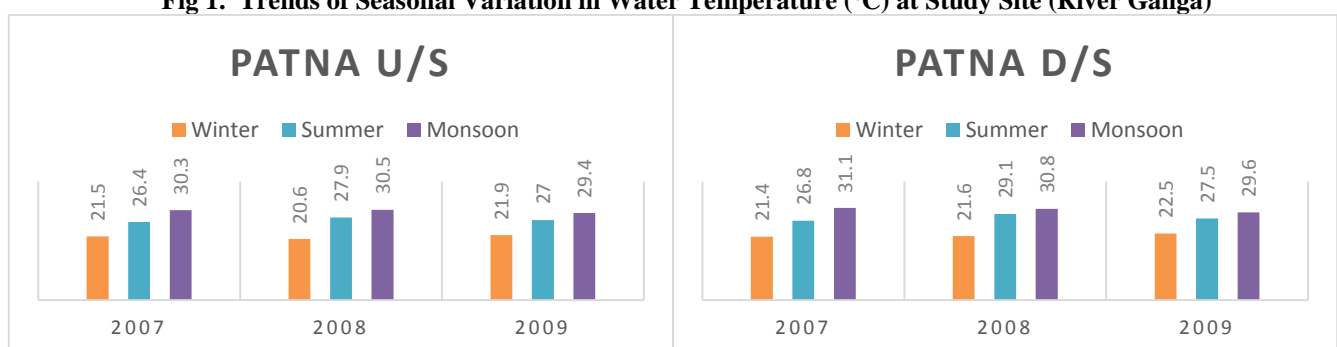 Fig 1. Trends of Seasonal Variation in Water Temperature (°C) at Study Site (River Ganga)
PATNA U/S
Winter Summer Monsoon
21.5 26.4 30.3 20.6 27.9 30.5 21.9 27 29.4
2007 2008 2009
PATNA D/S
Winter Summer Monsoon
21.4 26.8 31.1 21.6 29.1 30.8 22.5 27.5 29.6
2007 2008 2009